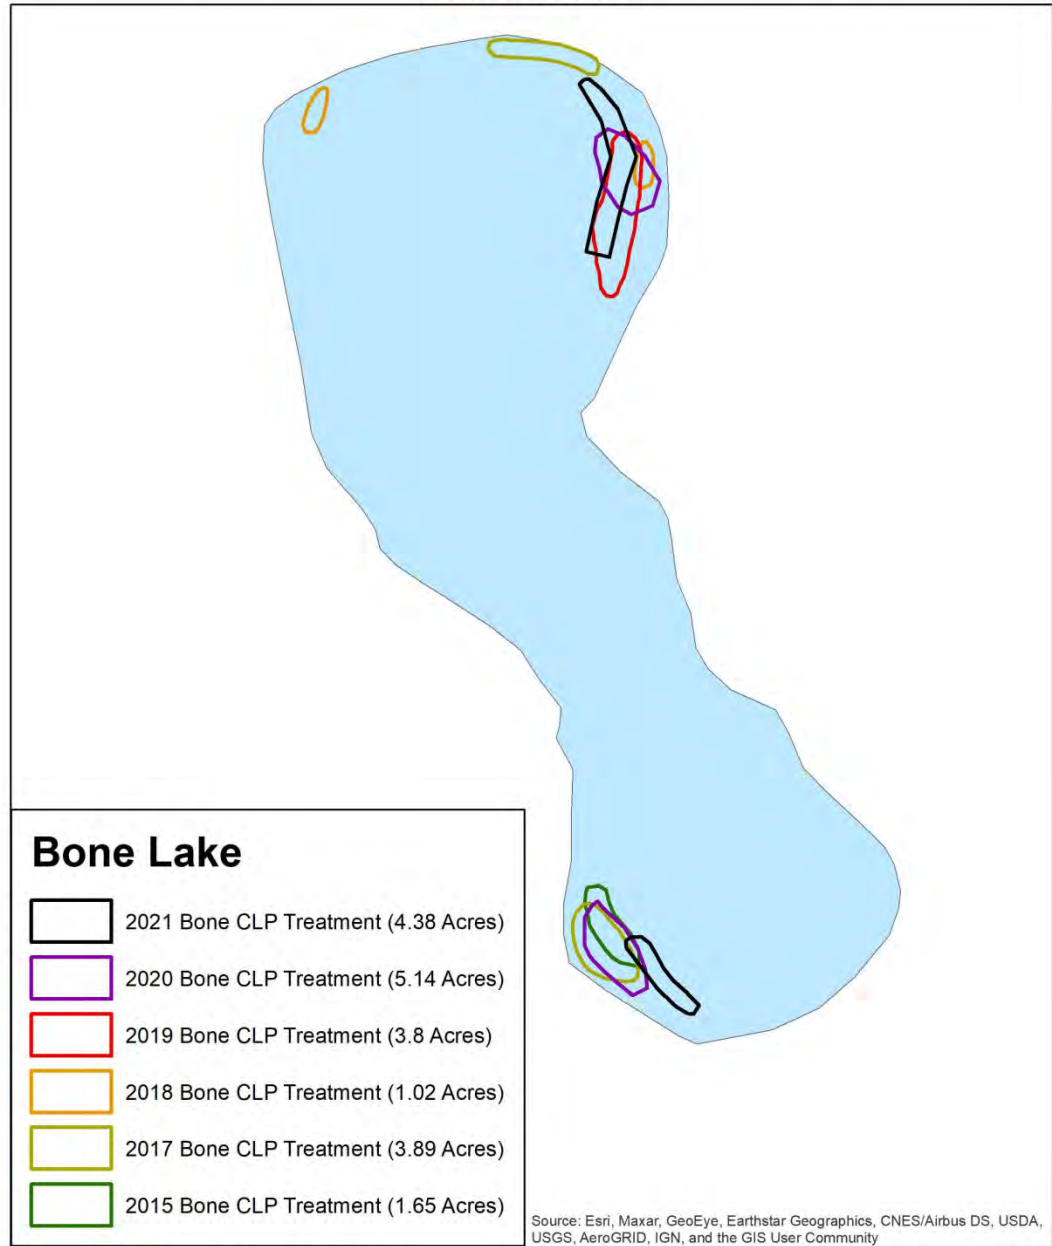 Bone Lake
2021 Bone CLP Treatment (4.38 Acres)
2020 Bone CLP Treatment (5.14 Acres)
2019 Bone CLP Treatment (3.8 Acres)
2018 Bone CLP Treatment (1.02 Acres)
2017 Bone CLP Treatment (3.89 Acres)
2015 Bone CLP Treatment (1.65 Acres)
Source: Esri, Maxar, GeoEye, Earthstar Geographics, CNES/Airbus DS, USDA,
USGS, AeroGRID, IGN, and the GIS User Community